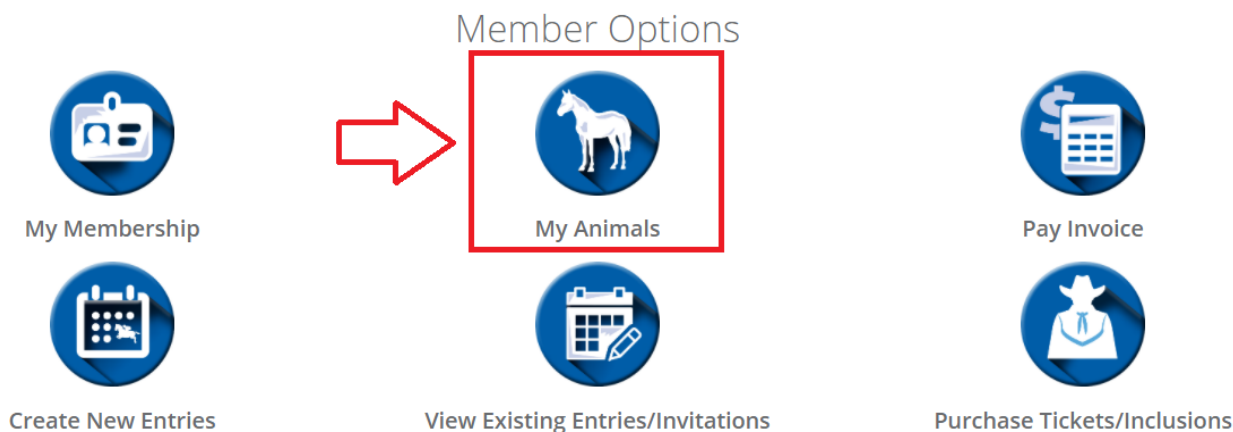 Member Options
My Membership
My Animals
Pay Invoice
Create New Entries
View Existing Entries/Invitations
Purchase Tickets/Inclusions